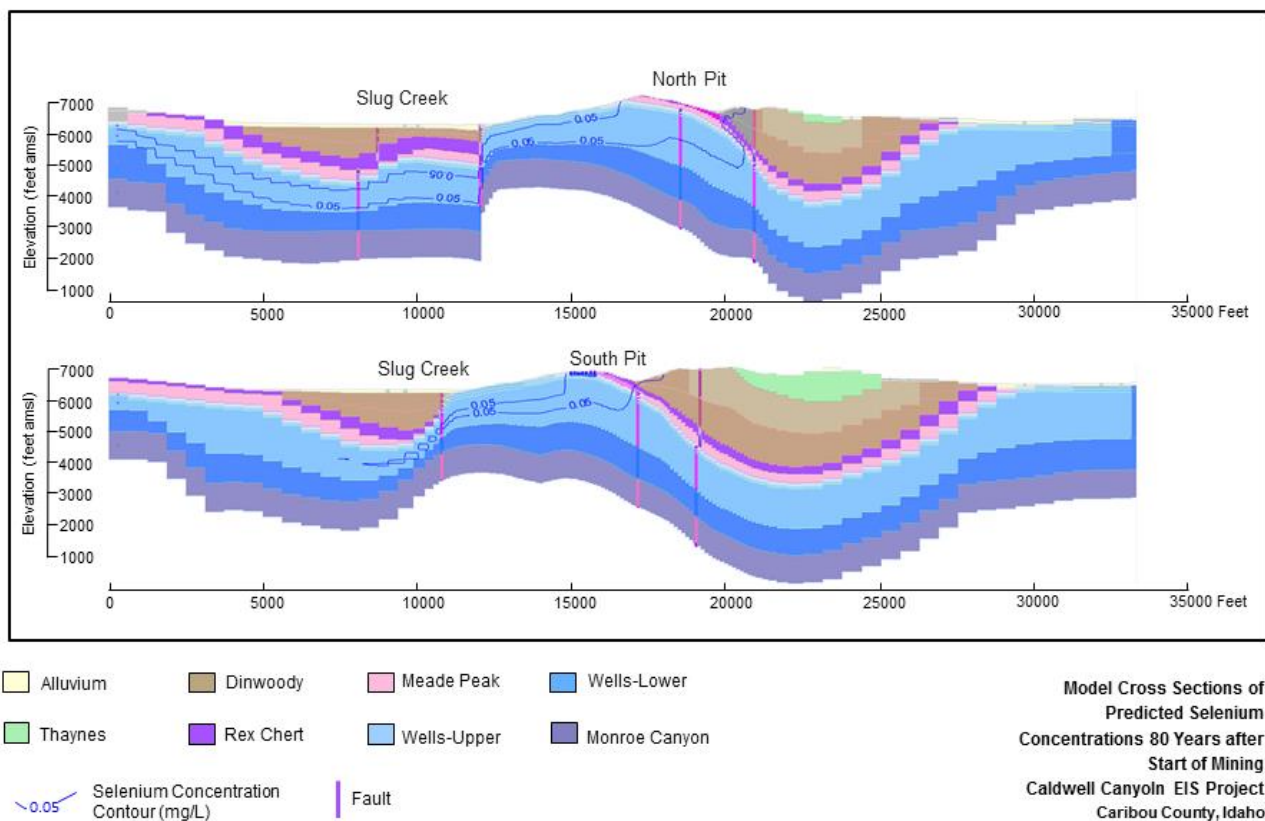 North Pit
Slug Creek
Elevation (feet amsl)
7000
6000
5000
4000
3000
2000
1000
0.05
0.05
0.05
0.05
0.05
0 5000 10000 15000 20000 25000 30000 35000 Feet
South Pit
Slug Creek
Elevation (feet amsl)
7000
6000
5000
4000
3000
2000
1000
0.05
0.05
0.05
0 5000 10000 15000 20000 25000 30000 35000 Feet
Alluvium Dinwoody Meade Peak Wells-Lower
Thaynes Rex Chert Wells-Upper Monroe Canyon
0.05 Selenium Concentration
Contour (mg/L)
Fault
Model Cross Sections of
Predicted Selenium
Concentrations 80 Years after
Start of Mining
Caldwell Canyoln EIS Project
Caribou County, Idaho